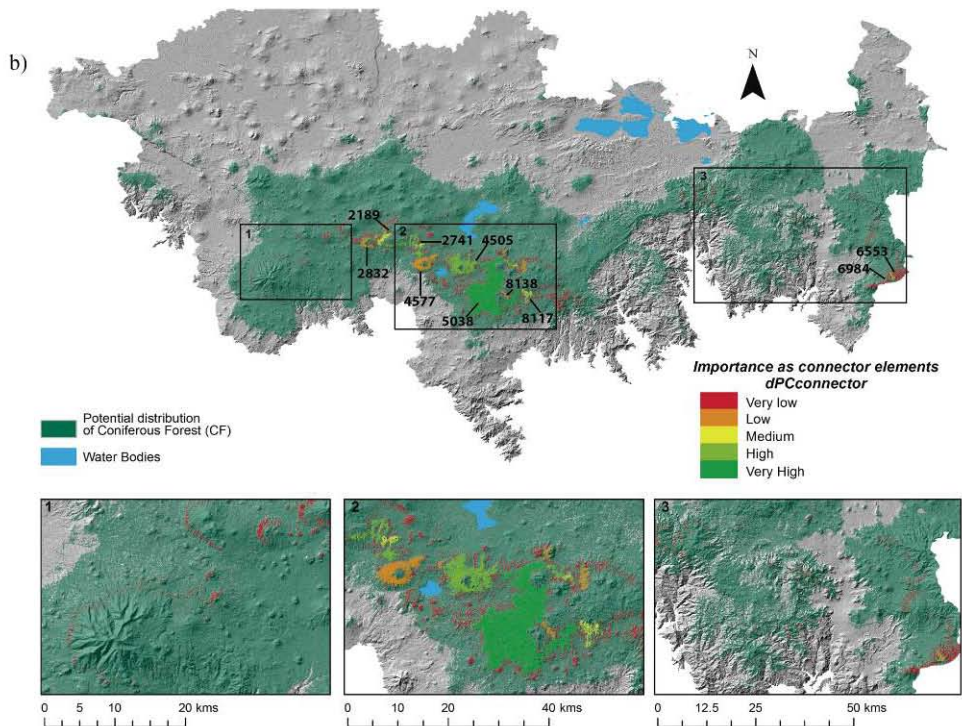 b)
N
1
2
3
2189
2741
4505
2832
4577
8138
5038
8117
6553
6984
Importance as connector elements
dPCconnector
Very low
Low
Medium
High
Very High
Potential distribution
of Coniferous Forest (CF)
Water Bodies
1
2
3
0 5 10 20 kms
0 10 20 40 kms
0 12.5 25 50 kms